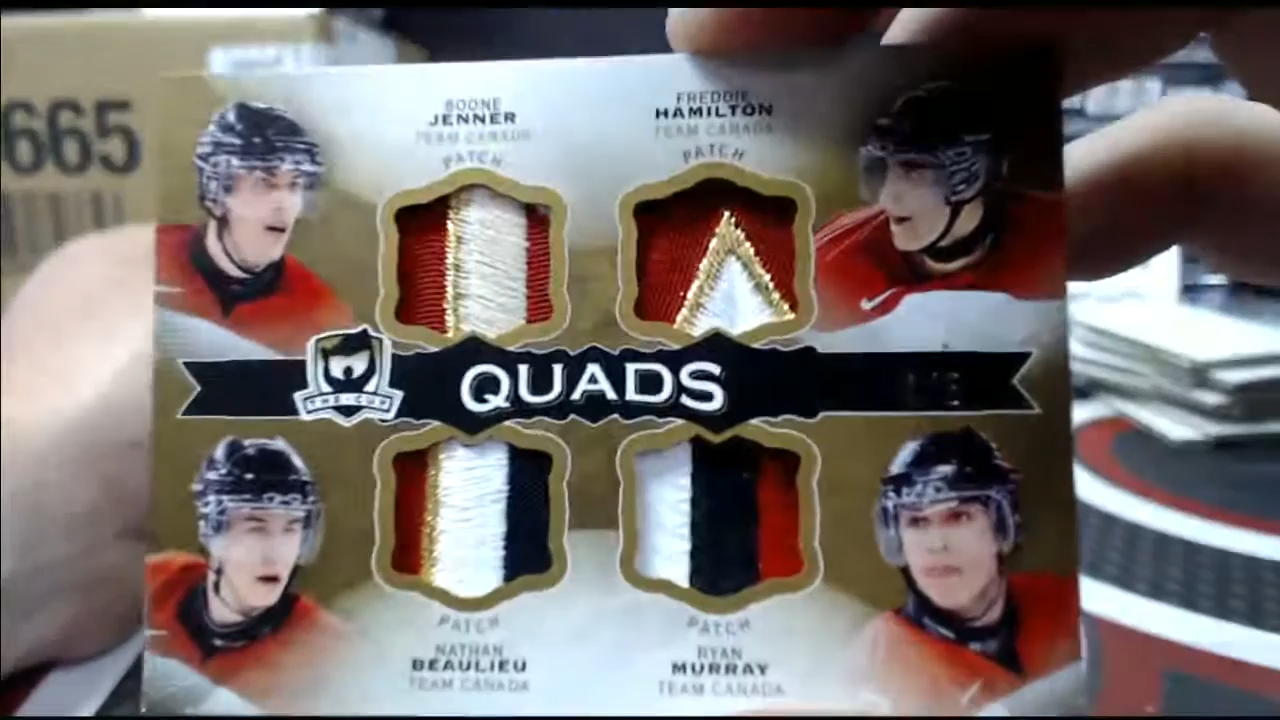 665
BOONE
JENNER
TEAM CANADA
PATCH
FREDDIE
HAMILTON
TEAM CANADA
PATCH
THE-CUP
QUADS
PATCH
NATHAN
BEAULIEU
TEAM CANADA
PATCH
RYAN
MURRAY
TEAM CANADA